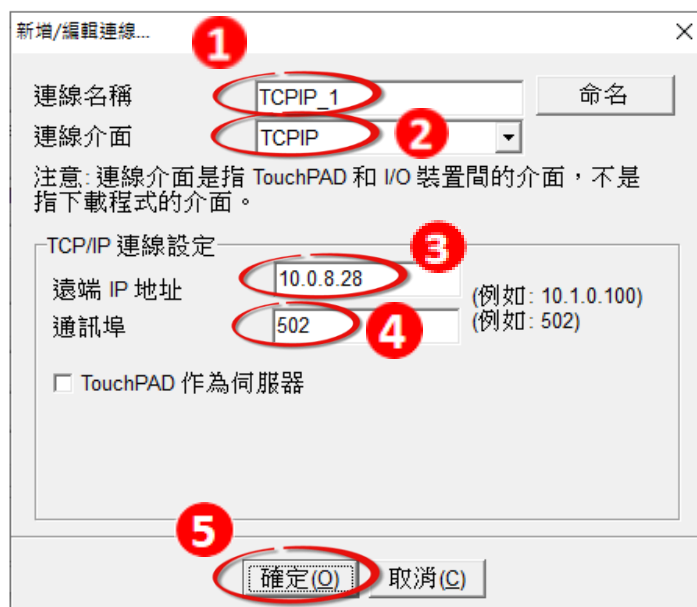 新增/編輯連線...
1
連線名稱 TCPIP_1 命名
連線介面 TCPIP 2
注意: 連線介面是指 TouchPAD 和 I/O 裝置間的介面，不是
指下載程式的介面。
TCP/IP 連線設定 3
遠端 IP 地址 10.0.8.28 (例如: 10.1.0.100)
通訊埠 502 4 (例如: 502)
TouchPAD 作為伺服器
5
確定(O) 取消(C)